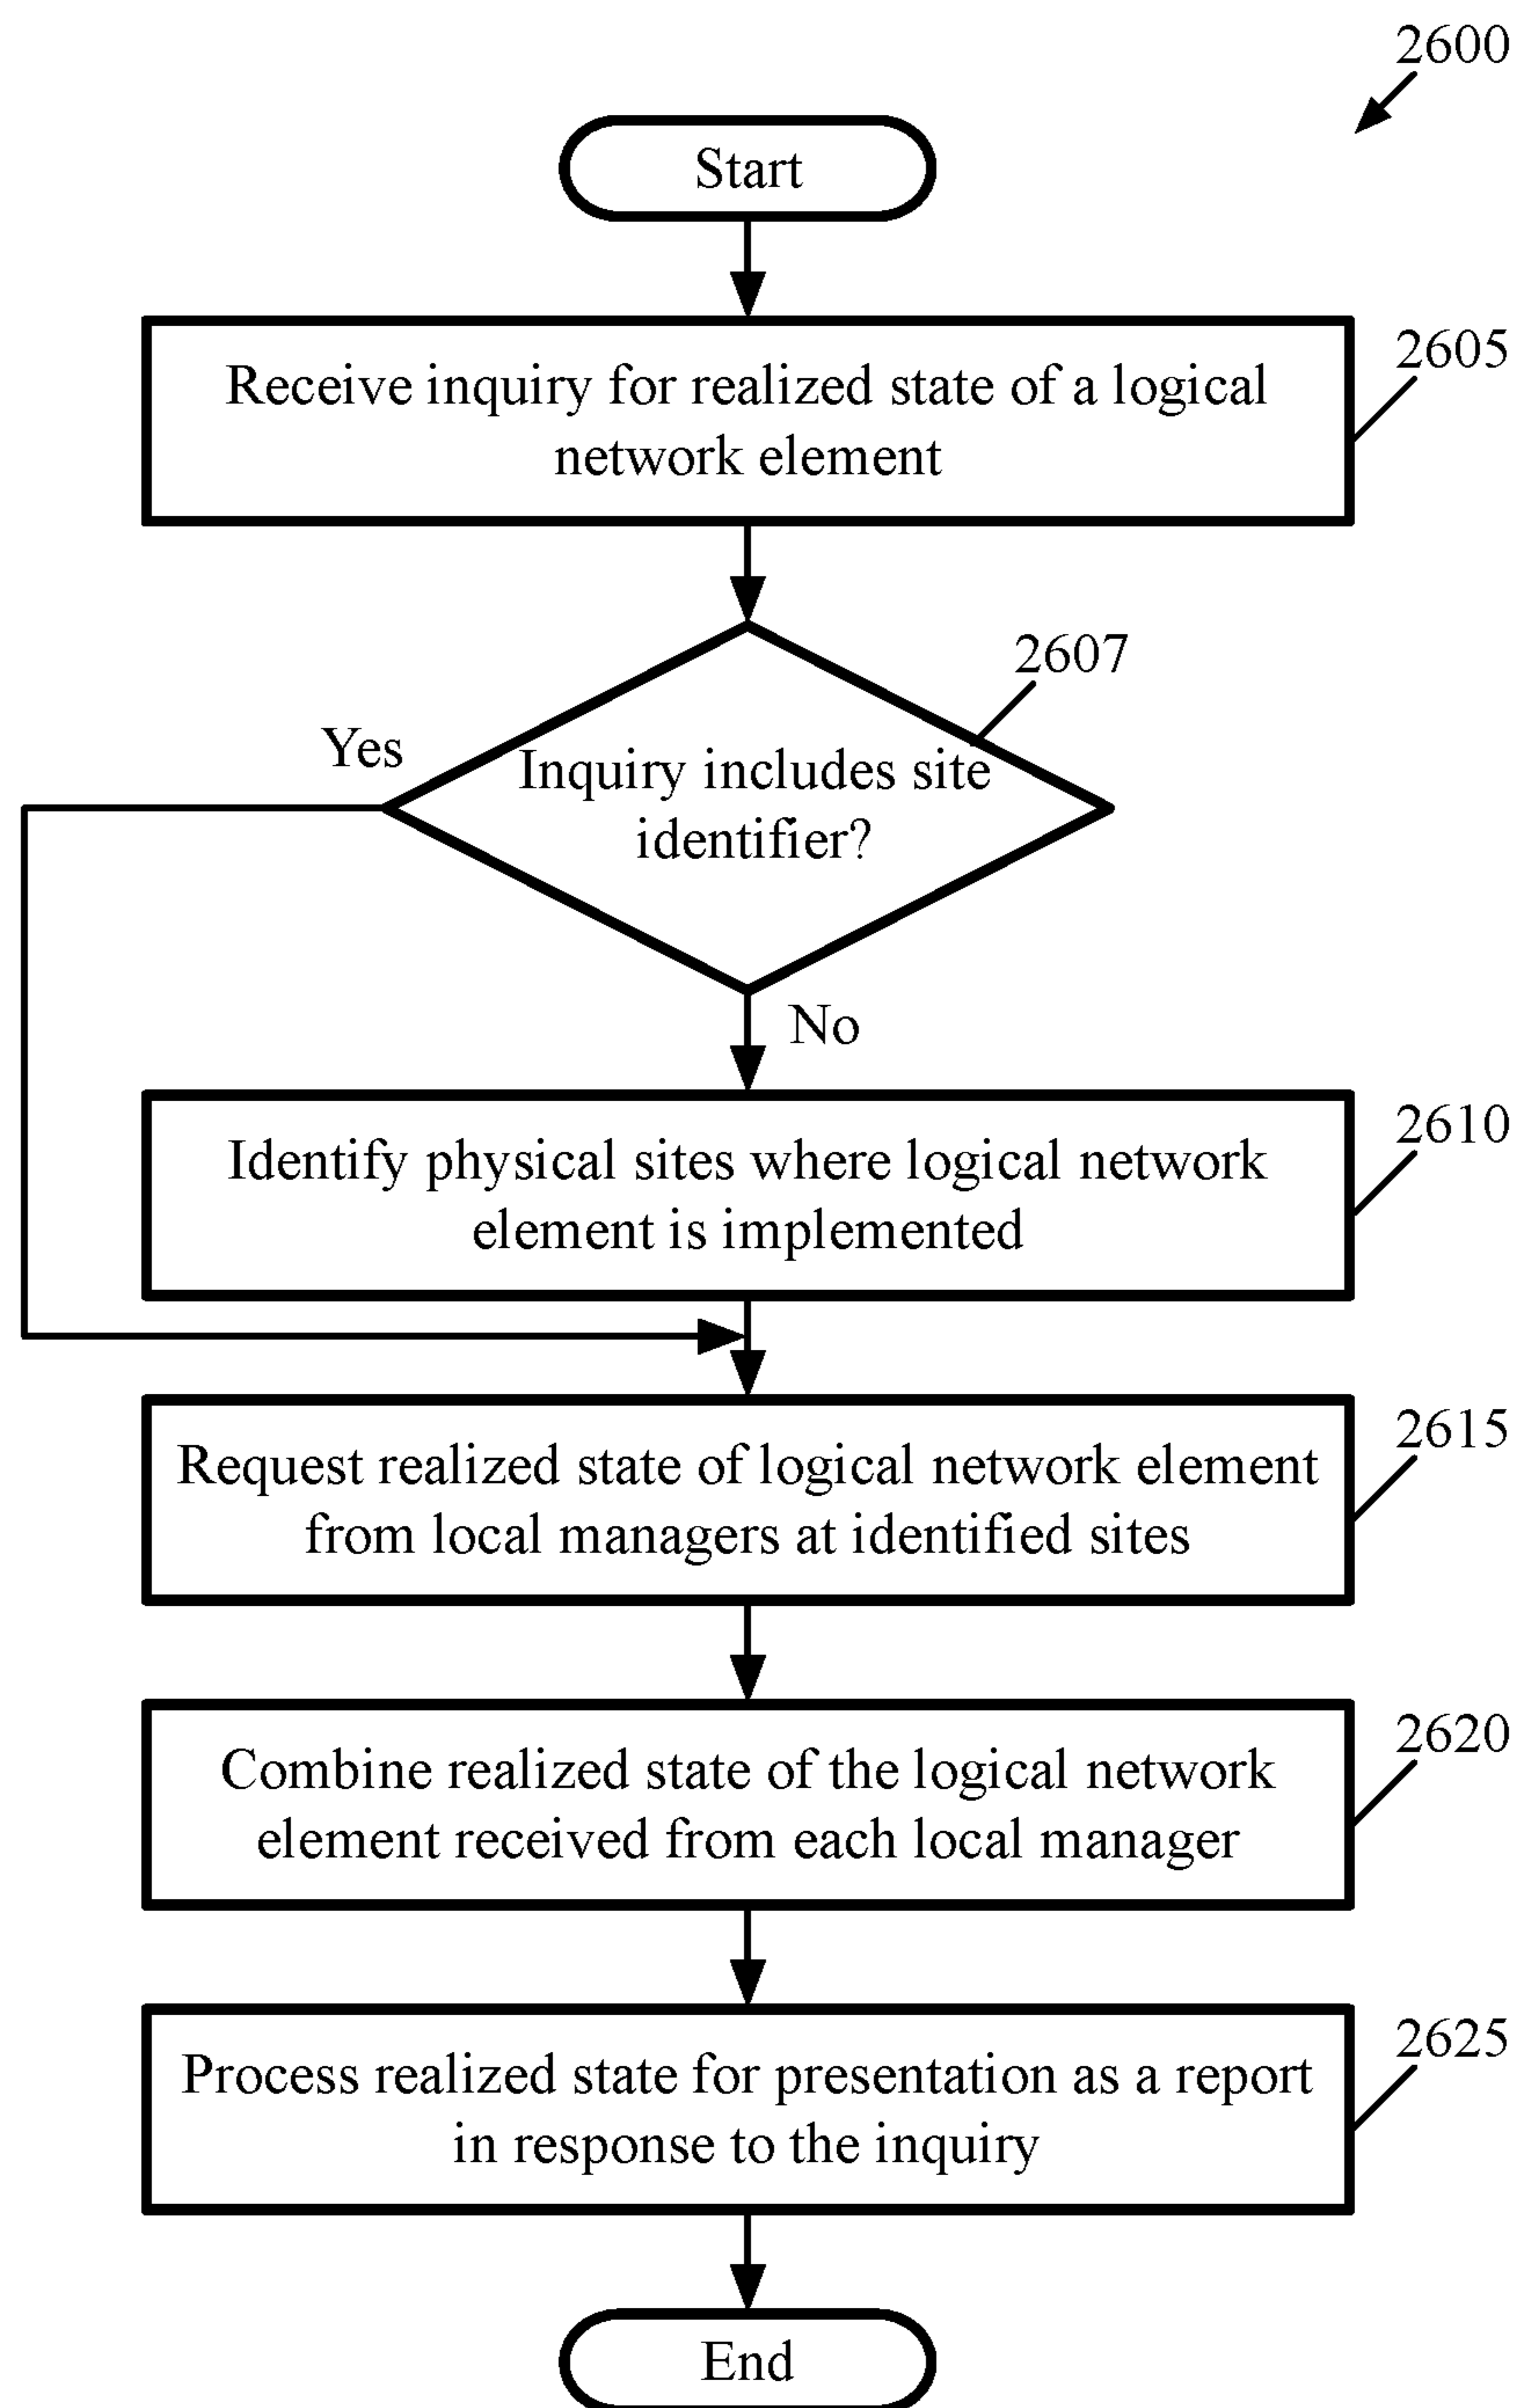 2600
Start
2605
Receive inquiry for realized state of a logical
network element
2607
Yes
Inquiry includes site
identifier?
No
2610
Identify physical sites where logical network
element is implemented
2615
Request realized state of logical network element
from local managers at identified sites
2620
Combine realized state of the logical network
element received from each local manager
2625
Process realized state for presentation as a report
in response to the inquiry
End